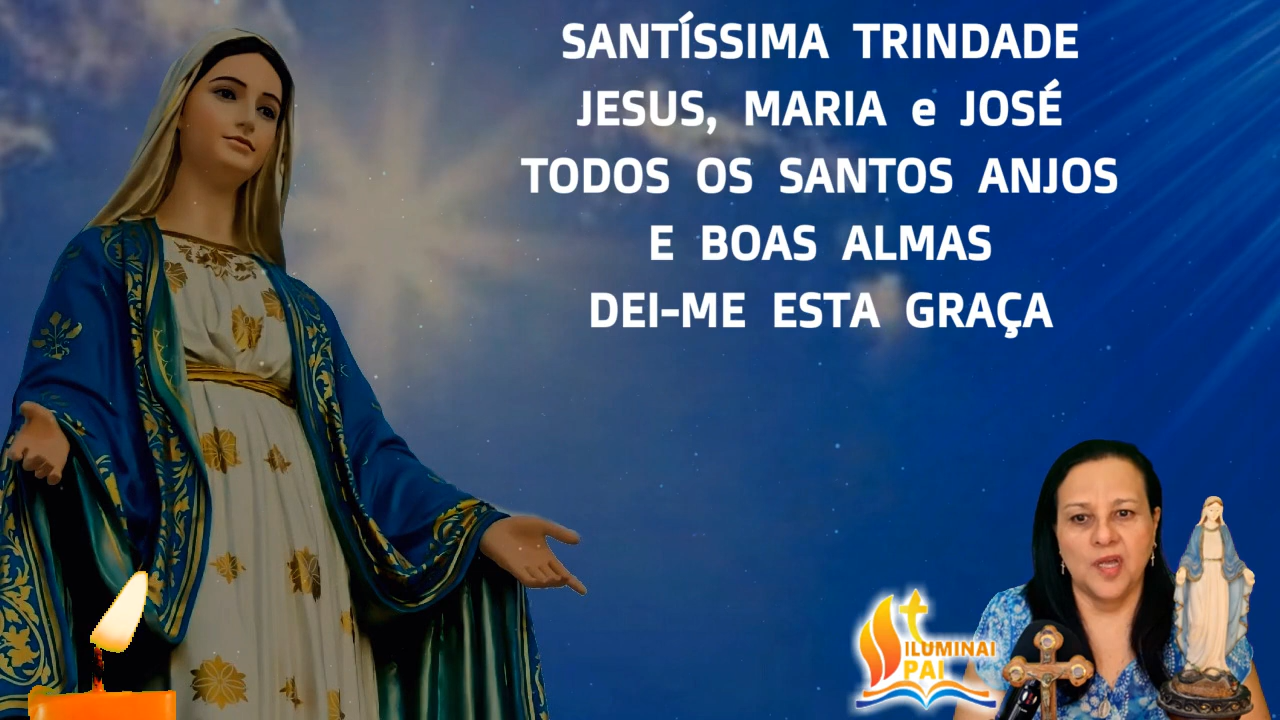 SANTÍSSIMA TRINDADE
JESUS, MARIA e JOSÉ
TODOS OS SANTOS ANJOS
E BOAS ALMAS
DEI-ME ESTA GRAÇA
ILUMINAI
PAI